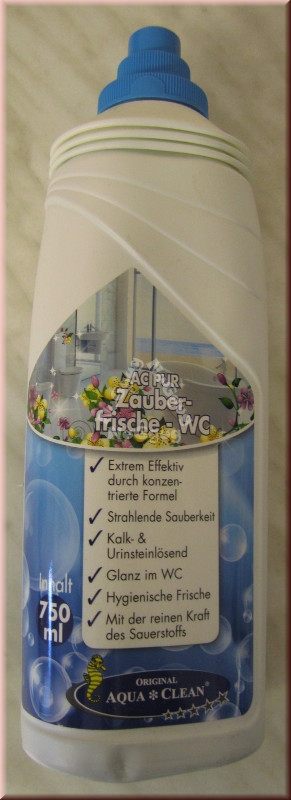 AC PUR
Zauber-
frische - WC
✓ Extrem Effektiv
durch konzen-
trierte Formel
✓ Strahlende Sauberkeit
✓ Kalk- &
Urinsteinlösend
✓ Glanz im WC
✓ Hygienische Frische
✓ Mit der reinen Kraft
des Sauerstoffs
Inhalt
750
ml
ORIGINAL
AQUA CLEAN®